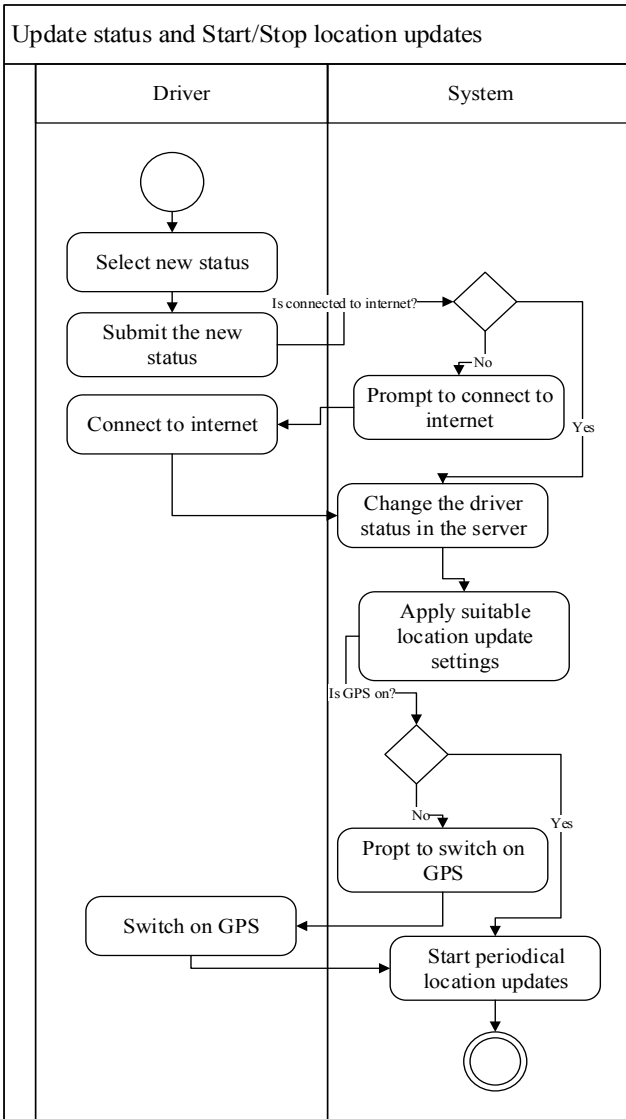 Update status and Start/Stop location updates
Driver
System
Select new status
Is connected to internet?
Submit the new
status
No
Prompt to connect to
internet
Connect to internet
Yes
Change the driver
status in the server
Apply suitable
location update
settings
Is GPS on?
No
Yes
Propt to switch on
GPS
Switch on GPS
Start periodical
location updates